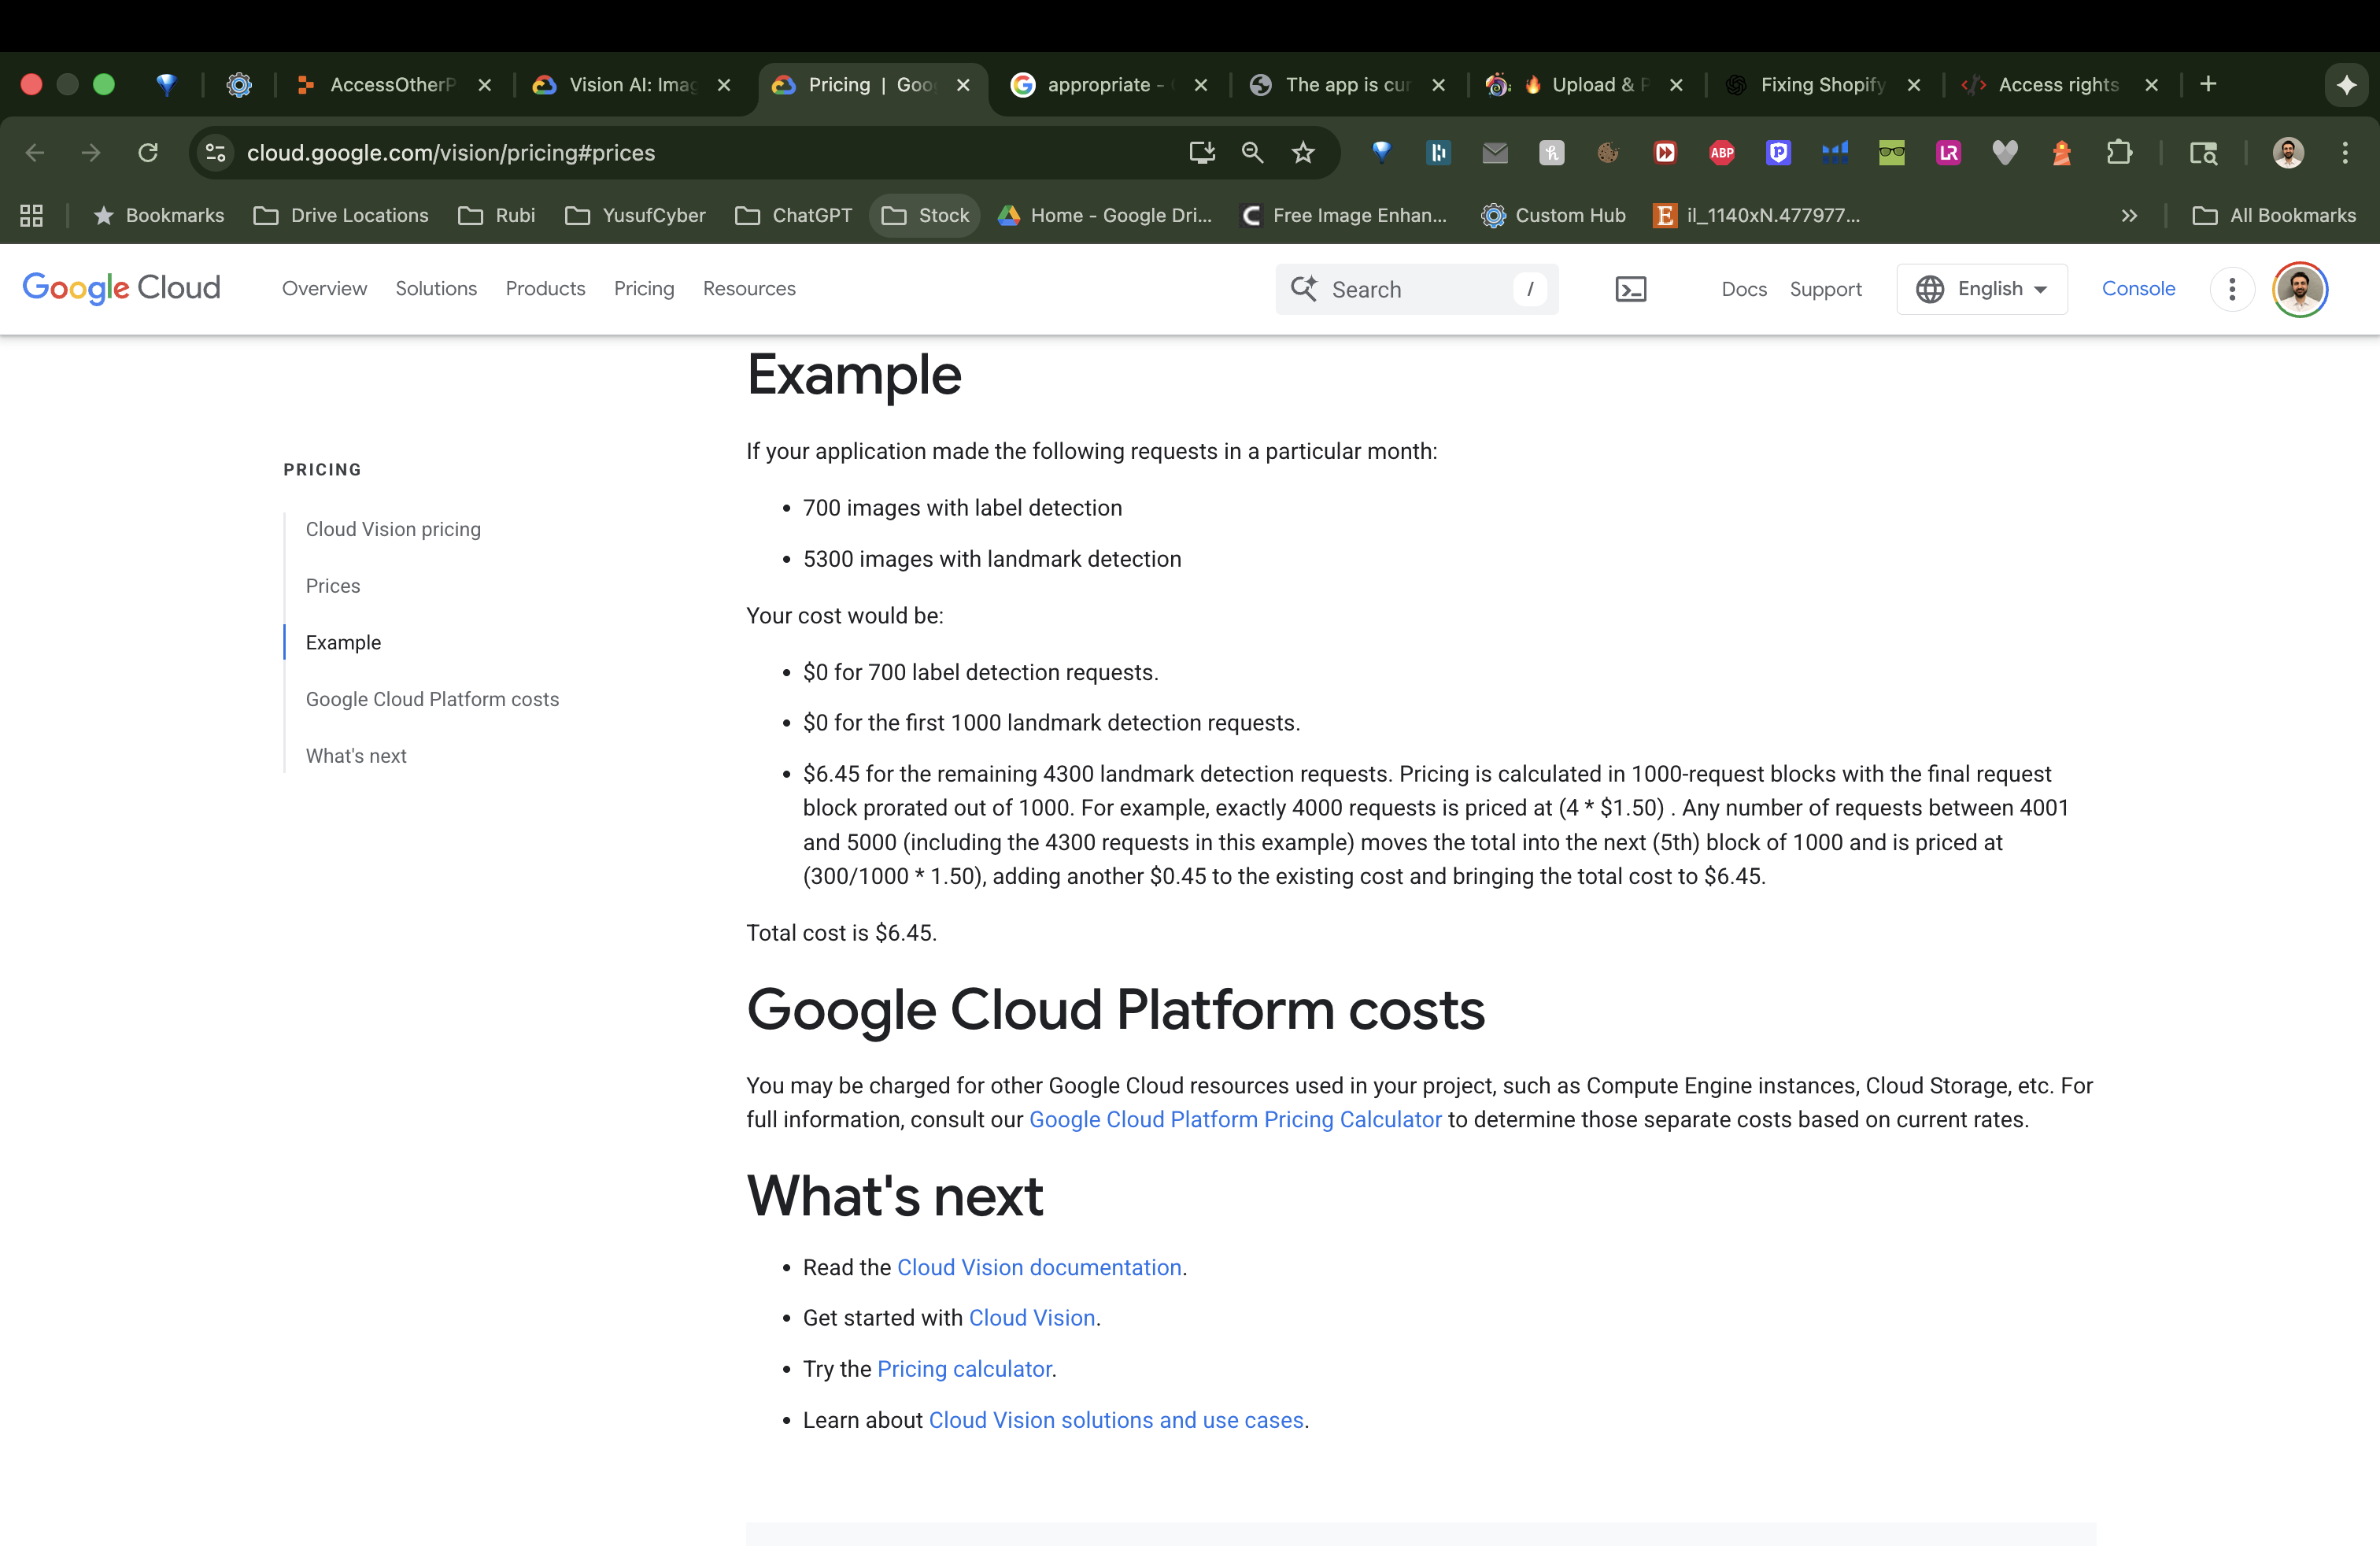 AccessOtherP
Vision AI: Imag
Pricing | Goo
appropriate -
The app is cur
Upload & P
Fixing Shopify
Access rights
cloud.google.com/vision/pricing#prices
ABP
LR
Bookmarks
Drive Locations
Rubi
YusufCyber
ChatGPT
Stock
Home - Google Dri...
Free Image Enhan...
Custom Hub
E
il_1140xN.477977...
All Bookmarks
Google Cloud
Overview
Solutions
Products
Pricing
Resources
Search
/
Docs
Support
English
Console
PRICING
Cloud Vision pricing
Prices
Example
Google Cloud Platform costs
What's next
Example
If your application made the following requests in a particular month:
• 700 images with label detection
• 5300 images with landmark detection
Your cost would be:
• $0 for 700 label detection requests.
• $0 for the first 1000 landmark detection requests.
• $6.45 for the remaining 4300 landmark detection requests. Pricing is calculated in 1000-request blocks with the final request
block prorated out of 1000. For example, exactly 4000 requests is priced at (4 * $1.50) . Any number of requests between 4001
and 5000 (including the 4300 requests in this example) moves the total into the next (5th) block of 1000 and is priced at
(300/1000 * 1.50), adding another $0.45 to the existing cost and bringing the total cost to $6.45.
Total cost is $6.45.
Google Cloud Platform costs
You may be charged for other Google Cloud resources used in your project, such as Compute Engine instances, Cloud Storage, etc. For
full information, consult our Google Cloud Platform Pricing Calculator to determine those separate costs based on current rates.
What's next
• Read the Cloud Vision documentation.
• Get started with Cloud Vision.
• Try the Pricing calculator.
• Learn about Cloud Vision solutions and use cases.